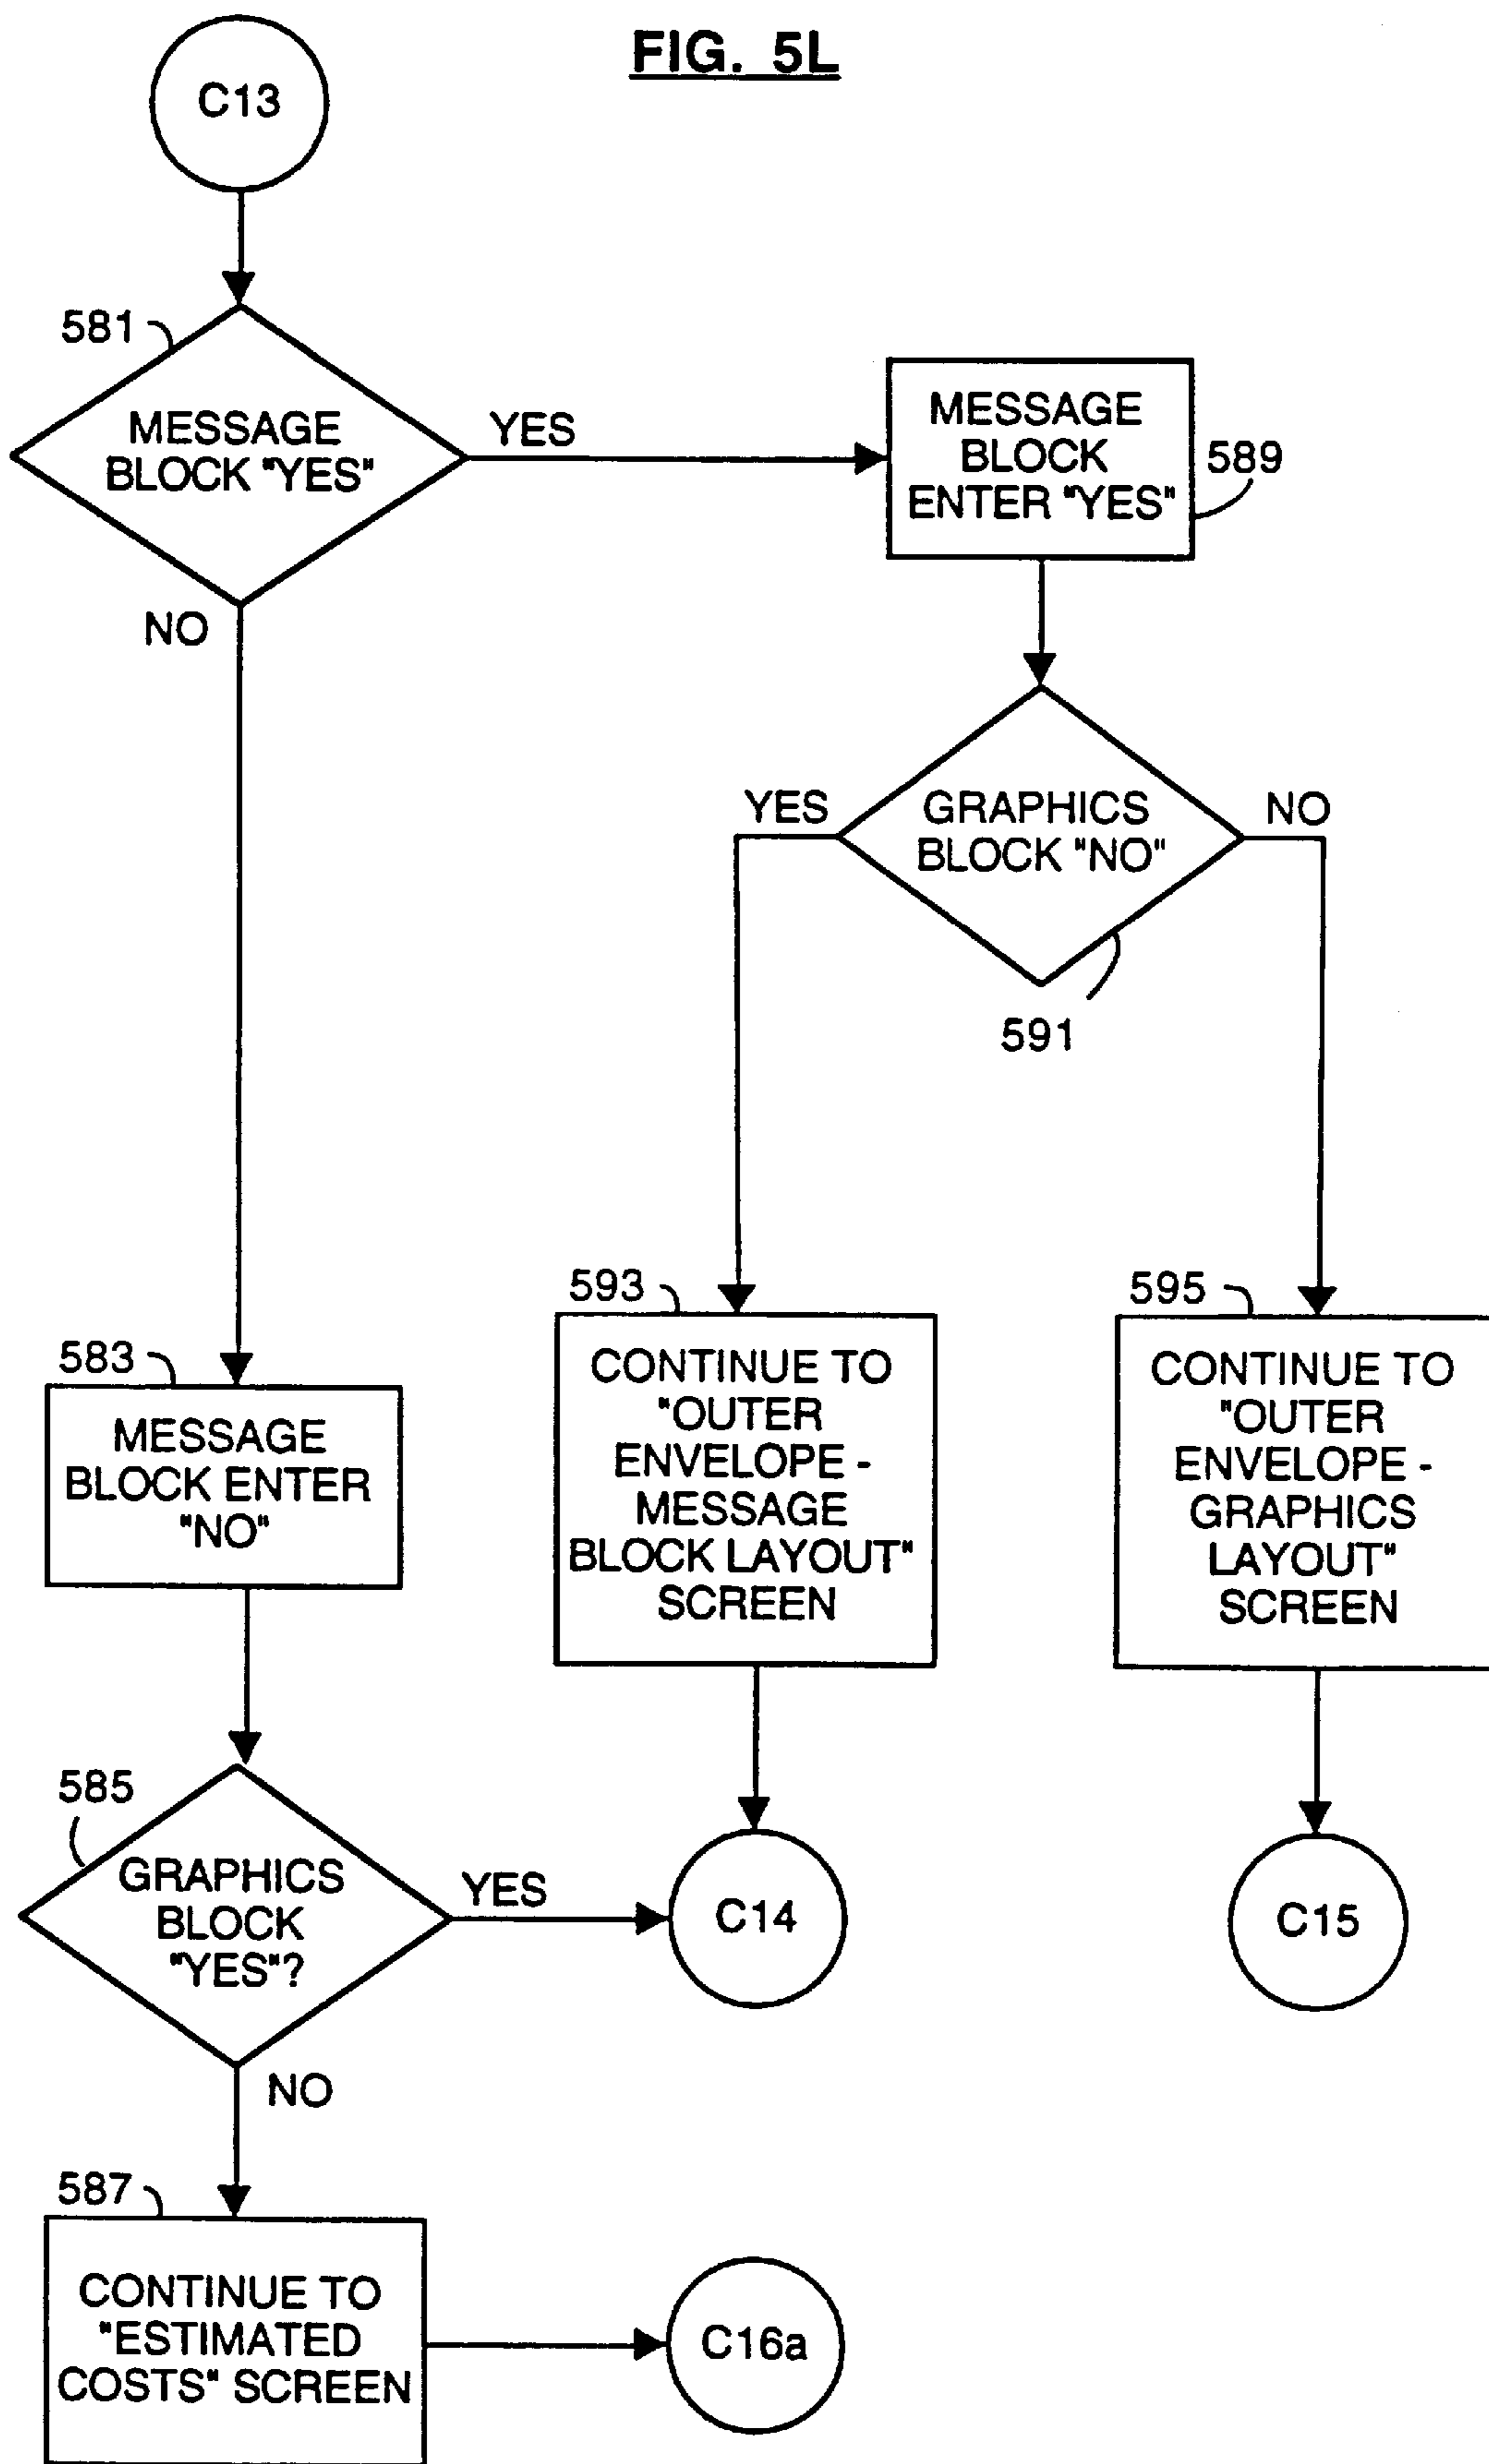 FIG. 5L
C13
581
MESSAGE
BLOCK "YES"
YES
NO
MESSAGE
BLOCK
ENTER "YES"
589
GRAPHICS
BLOCK "NO"
YES
NO
591
593
CONTINUE TO
"OUTER
ENVELOPE -
MESSAGE
BLOCK LAYOUT"
SCREEN
595
CONTINUE TO
"OUTER
ENVELOPE -
GRAPHICS
LAYOUT"
SCREEN
583
MESSAGE
BLOCK ENTER
"NO"
585
GRAPHICS
BLOCK
"YES"?
YES
NO
C14
C15
587
CONTINUE TO
"ESTIMATED
COSTS" SCREEN
C16a